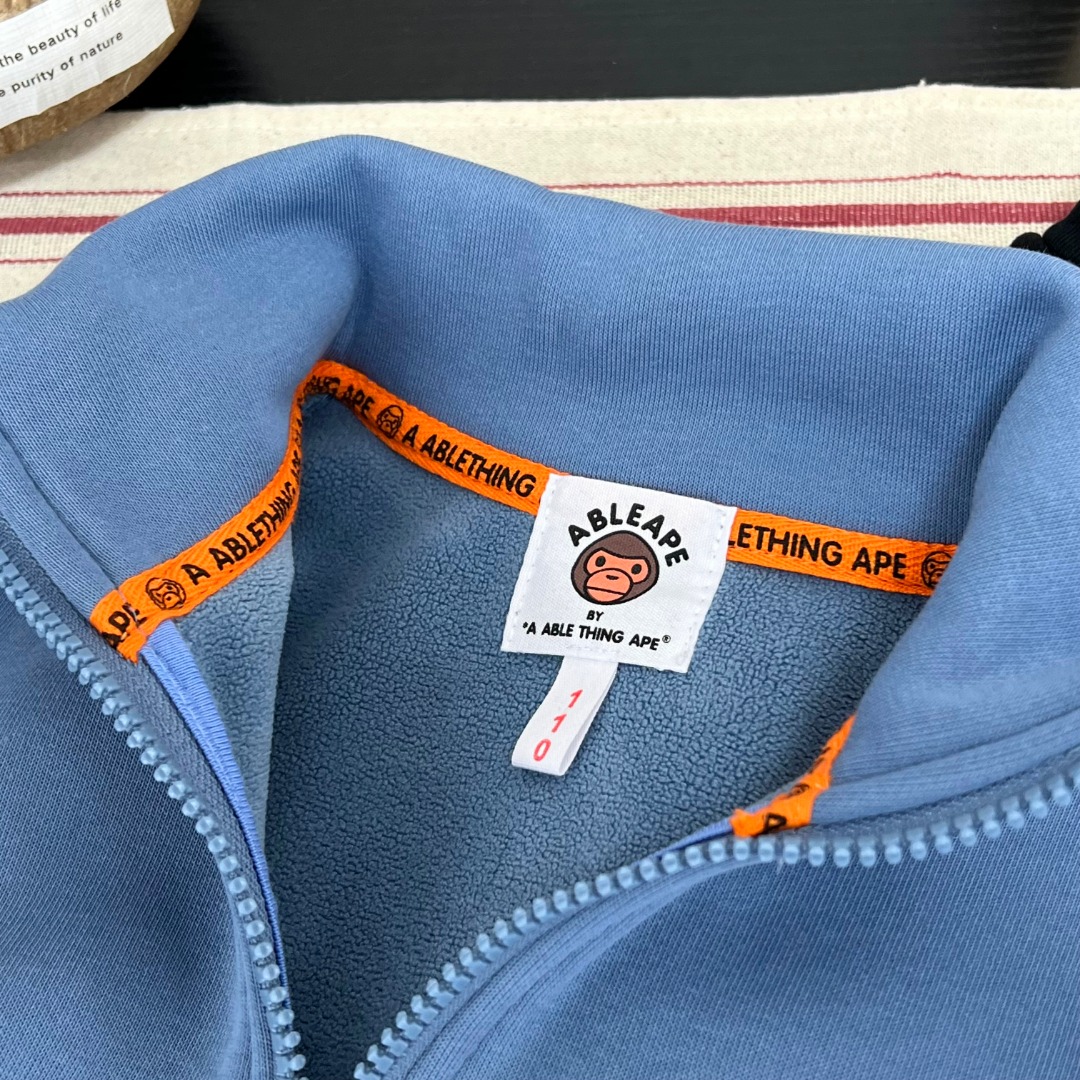 the beauty of life
purity of nature
APE A ABLETHING APE A ABLETHING
LETHING APE
ABLEAPE
BY
*A ABLE THING APE®
110
A